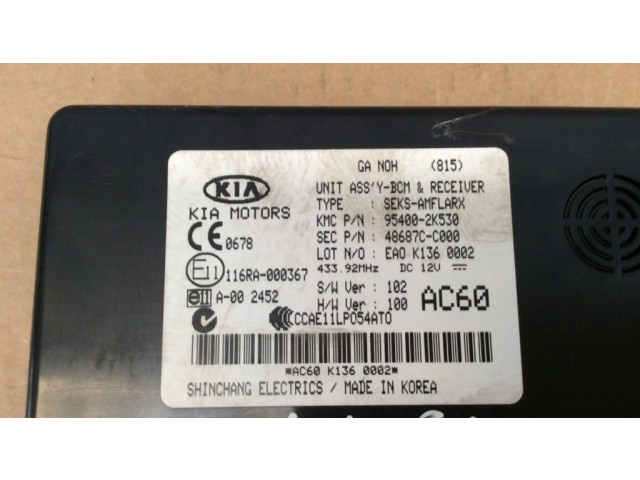 GA NOH (815)
KIA
KIA MOTORS
UNIT ASS'Y-BCM & RECEIVER
TYPE : SEKS-AMFLARX
KMC P/N : 95400-2K530
SEC P/N : 48687C-C000
LOT N/O : EAO K136 0002
433.92MHz DC 12V
S/W Ver : 102
H/W Ver : 100
AC60
CE 0678
E11 116RA-000367
e11 A-00 2452
CCAE11LP054AT0
*AC60 K136 0002*
SHINCHANG ELECTRICS / MADE IN KOREA